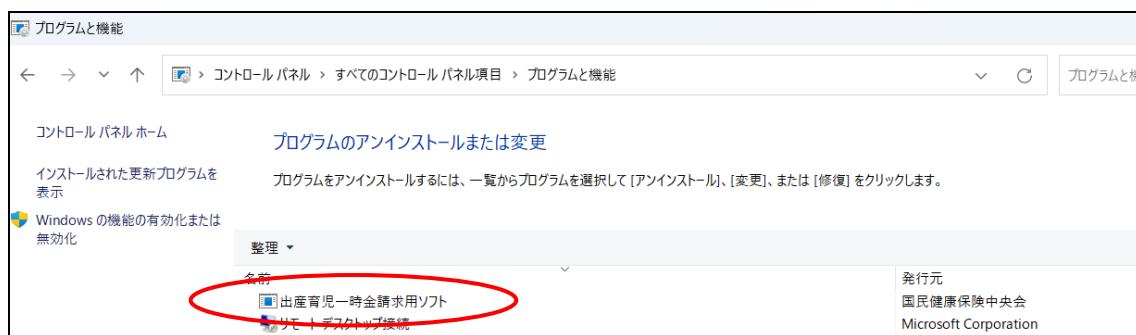 プログラムと機能
コントロール パネル › すべてのコントロール パネル項目 › プログラムと機能
プログラムと機
コントロール パネル ホーム
インストールされた更新プログラムを
表示
Windows の機能の有効化または
無効化
プログラムのアンインストールまたは変更
プログラムをアンインストールするには、一覧からプログラムを選択して [アンインストール]、[変更]、または [修復] をクリックします。
整理
名前 発行元
出産育児一時金請求用ソフト 国民健康保険中央会
リモート デスクトップ接続 Microsoft Corporation